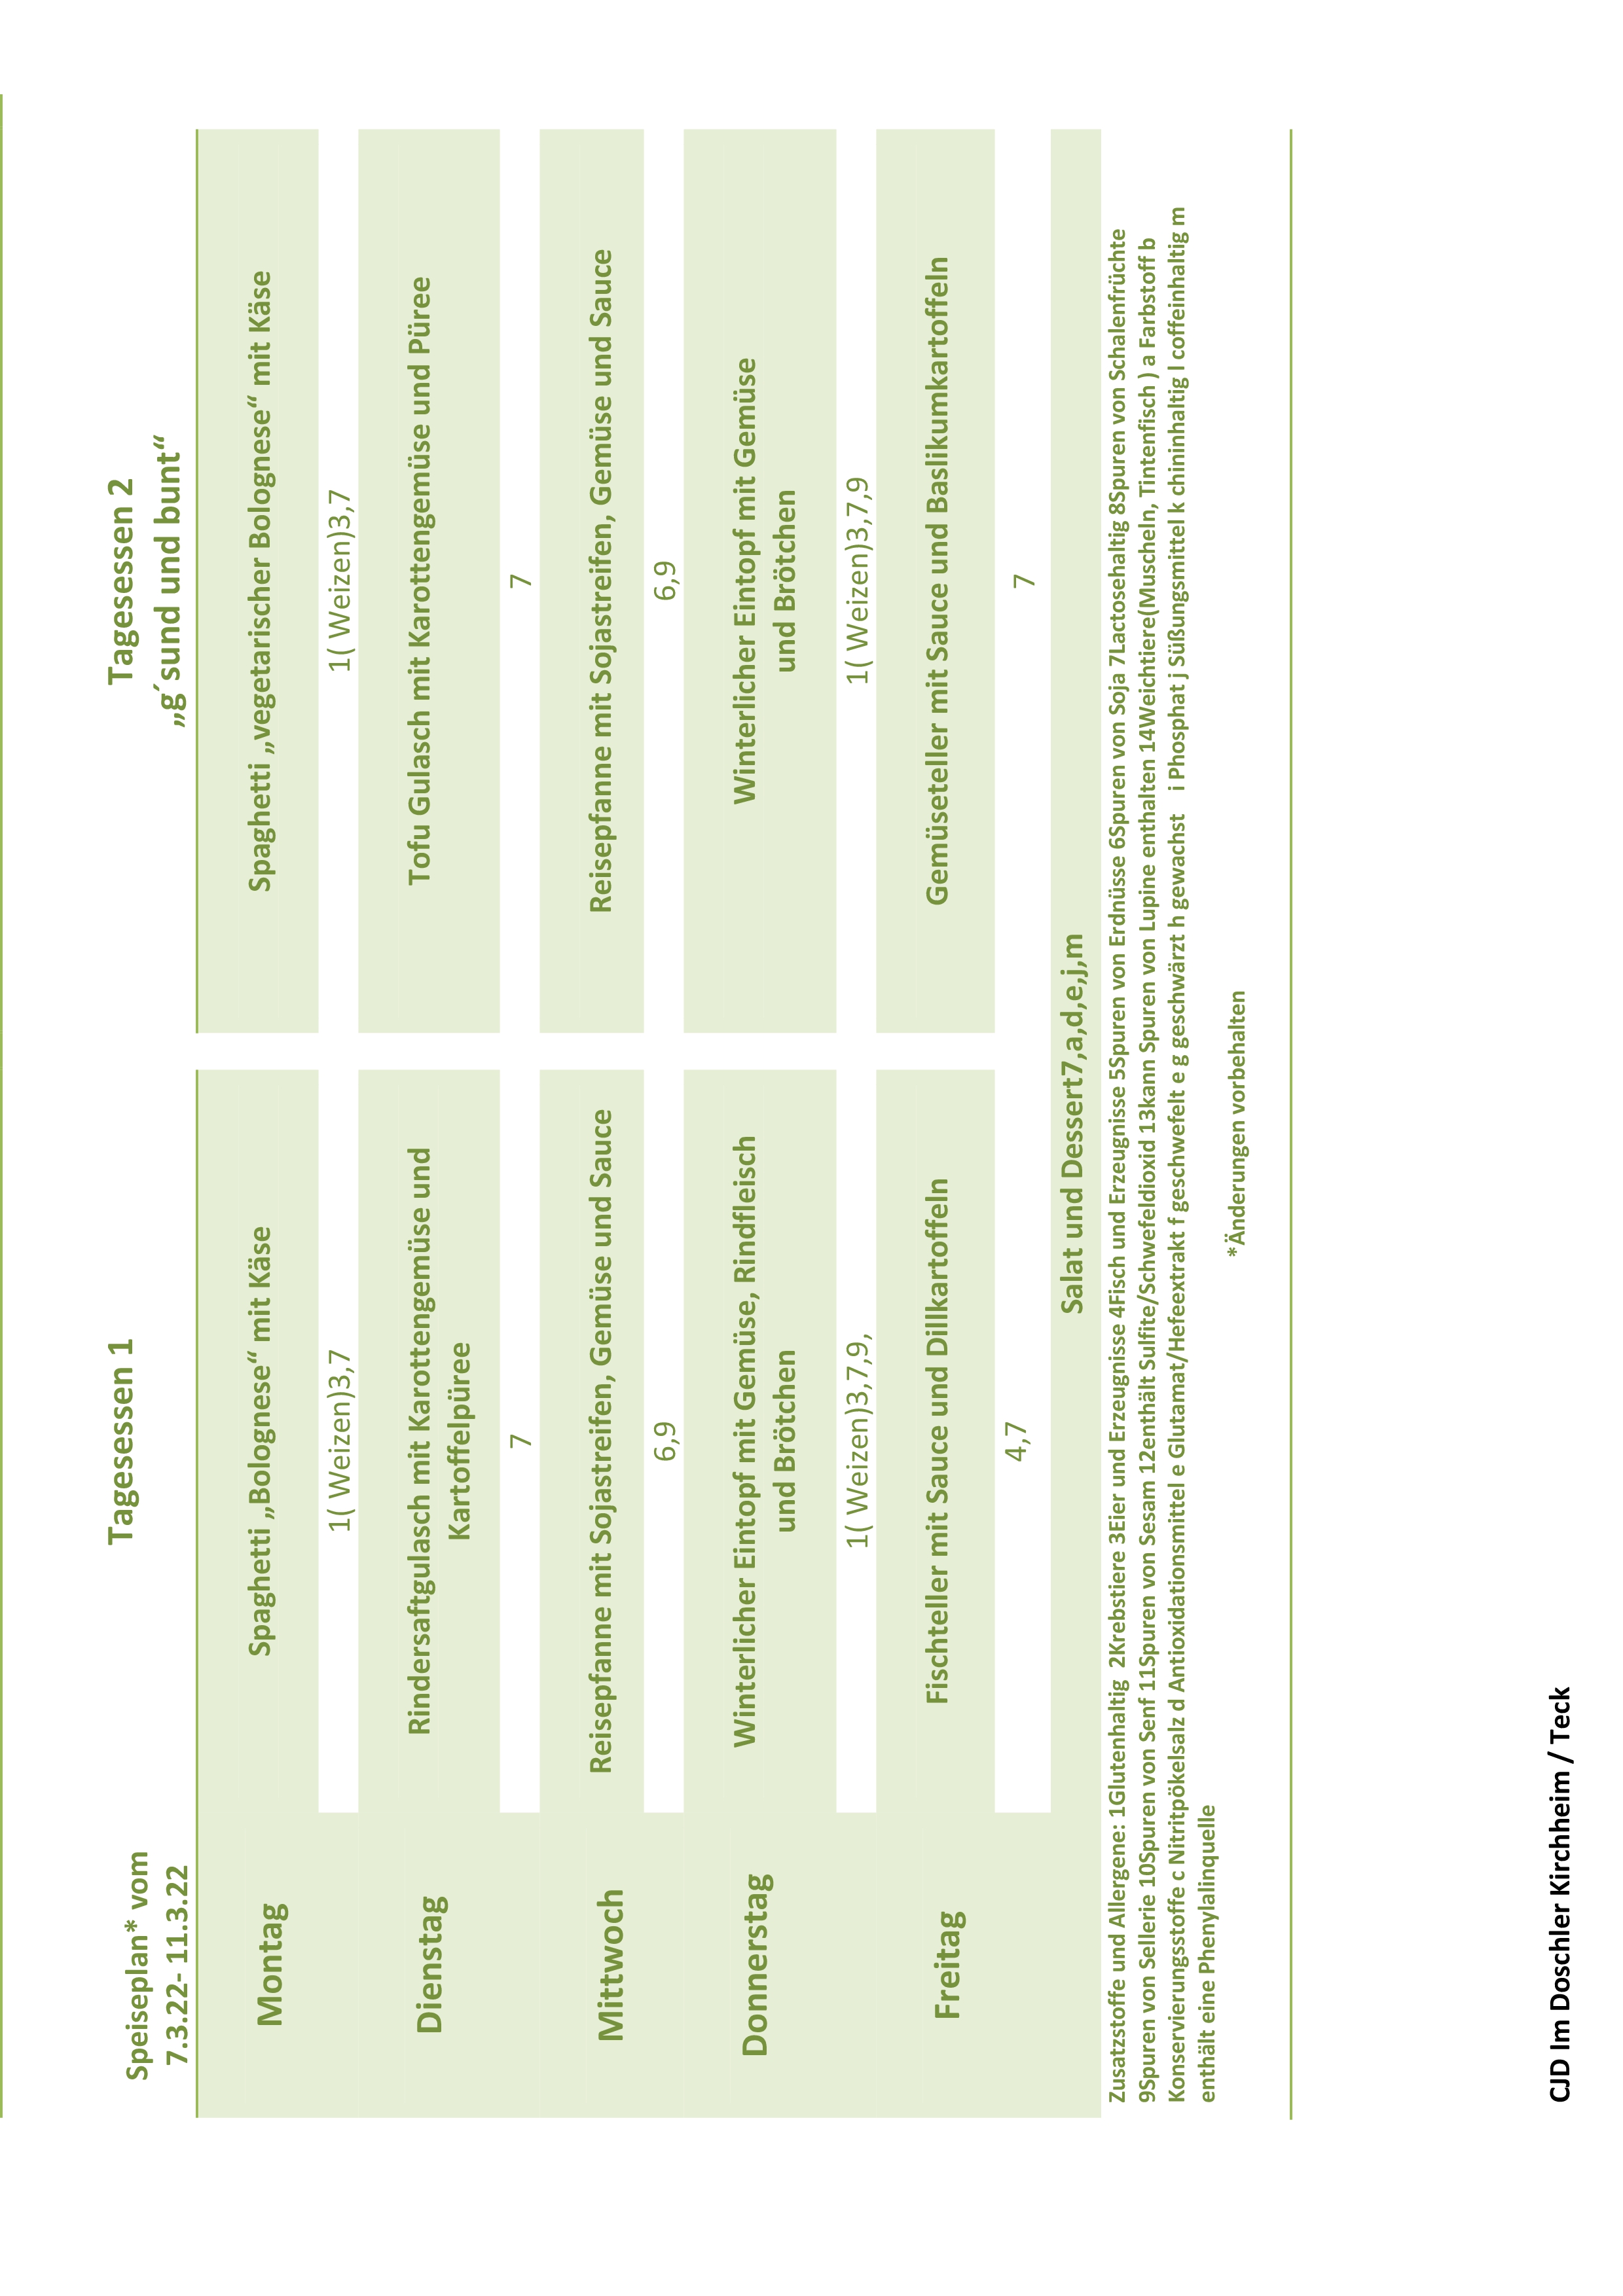 Speiseplan* vom
7.3.22- 11.3.22
Tagesessen 1
Tagesessen 2
„g´sund und bunt“
Montag
Spaghetti „Bolognese“ mit Käse
Spaghetti „vegetarischer Bolognese“ mit Käse
1( Weizen)3,7
1( Weizen)3,7
Dienstag
Rindersaftgulasch mit Karottengemüse und
Kartoffelpüree
Tofu Gulasch mit Karottengemüse und Püree
7
7
Mittwoch
Reisepfanne mit Sojastreifen, Gemüse und Sauce
Reisepfanne mit Sojastreifen, Gemüse und Sauce
6,9
6,9
Donnerstag
Winterlicher Eintopf mit Gemüse, Rindfleisch
und Brötchen
Winterlicher Eintopf mit Gemüse
und Brötchen
1( Weizen)3,7,9,
1( Weizen)3,7,9
Freitag
Fischteller mit Sauce und Dillkartoffeln
Gemüseteller mit Sauce und Baslikumkartoffeln
4,7
7
Salat und Dessert7,a,d,e,j,m
Zusatzstoffe und Allergene: 1Glutenhaltig 2Krebstiere 3Eier und Erzeugnisse 4Fisch und Erzeugnisse 5Spuren von Erdnüsse 6Spuren von Soja 7Lactosehaltig 8Spuren von Schalenfrüchte
9Spuren von Sellerie 10Spuren von Senf 11Spuren von Sesam 12enthält Sulfite/Schwefeldioxid 13kann Spuren von Lupine enthalten 14Weichtiere(Muscheln, Tintenfisch ) a Farbstoff b
Konservierungsstoffe c Nitritpökelsalz d Antioxidationsmittel e Glutamat/Hefeextrakt f geschwefelt e g geschwärzt h gewachst i Phosphat j Süßungsmittel k chininhaltig l coffeinhaltig m
enthält eine Phenylalinquelle
*Änderungen vorbehalten
CJD Im Doschler Kirchheim / Teck